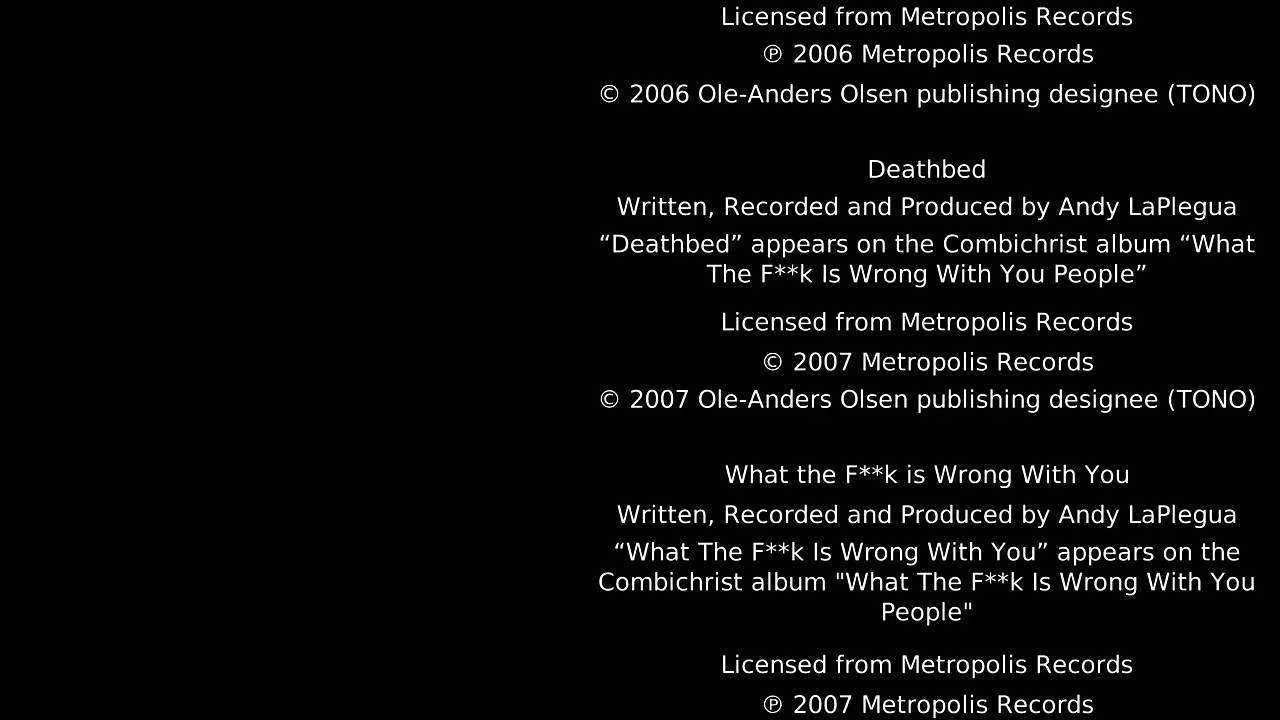 Licensed from Metropolis Records
℗ 2006 Metropolis Records
© 2006 Ole-Anders Olsen publishing designee (TONO)
Deathbed
Written, Recorded and Produced by Andy LaPlegua
“Deathbed” appears on the Combichrist album “What
The F**k Is Wrong With You People”
Licensed from Metropolis Records
© 2007 Metropolis Records
© 2007 Ole-Anders Olsen publishing designee (TONO)
What the F**k is Wrong With You
Written, Recorded and Produced by Andy LaPlegua
“What The F**k Is Wrong With You” appears on the
Combichrist album "What The F**k Is Wrong With You
People"
Licensed from Metropolis Records
℗ 2007 Metropolis Records